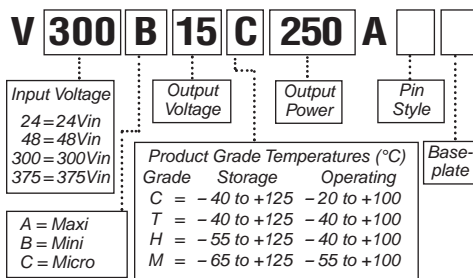 V 300 B 15 C 250 A
Input Voltage
24 = 24Vin
48 = 48Vin
300 = 300Vin
375 = 375Vin
Output
Voltage
Output
Power
Pin
Style
Base-
plate
Product Grade Temperatures (°C)
Grade Storage Operating
C = – 40 to +125 – 20 to +100
T = – 40 to +125 – 40 to +100
H = – 55 to +125 – 40 to +100
M = – 65 to +125 – 55 to +100
A = Maxi
B = Mini
C = Micro